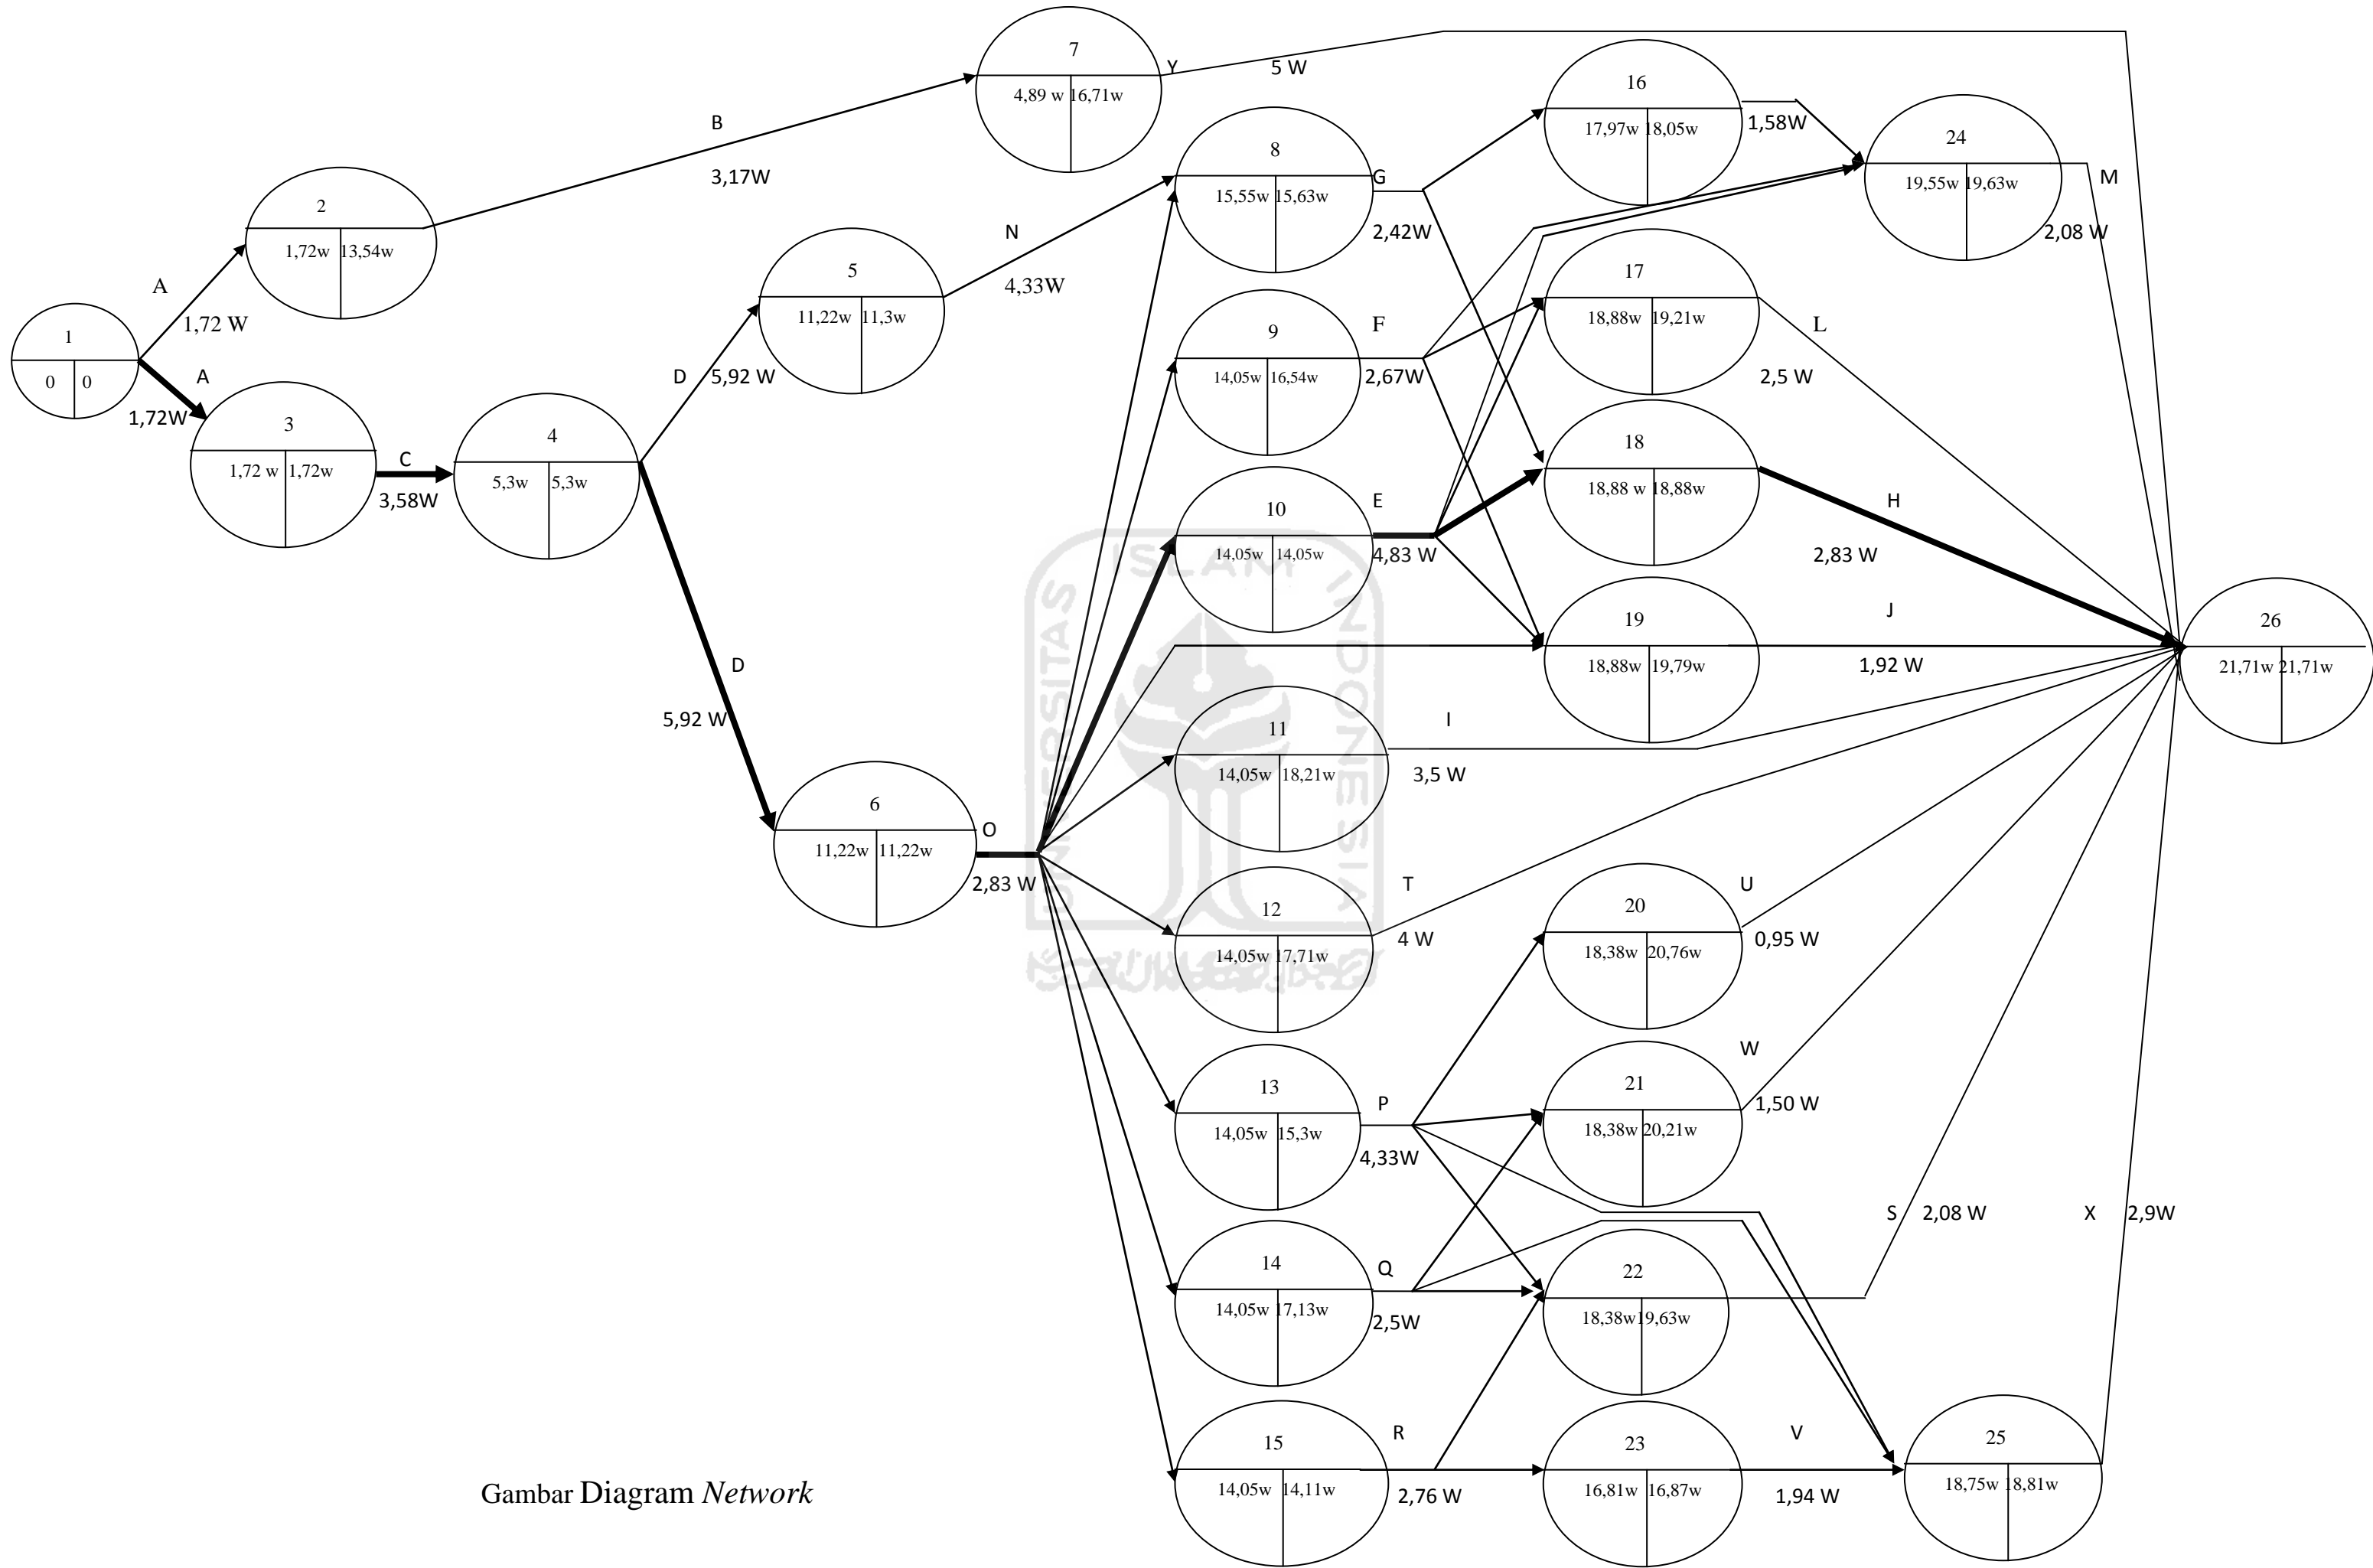 7
4,89 w 16,71w
Y
5 W
16
17,97w 18,05w
1,58W
24
19,55w 19,63w
M
2,08 W
B
3,17W
8
15,55w 15,63w
G
2,42W
2
1,72w 13,54w
N
4,33W
5
11,22w 11,3w
17
18,88w 19,21w
L
2,5 W
A
1,72 W
1
0 0
A
1,72W
D 5,92 W
9
14,05w 16,54w
F
2,67W
3
1,72 w 1,72w
C
3,58W
4
5,3w 5,3w
18
18,88 w 18,88w
H
2,83 W
10
14,05w 14,05w
E
4,83 W
19
18,88w 19,79w
J
1,92 W
26
21,71w 21,71w
D
5,92 W
11
14,05w 18,21w
I
3,5 W
6
11,22w 11,22w
O
2,83 W
12
14,05w 17,71w
T
4 W
20
18,38w 20,76w
U
0,95 W
13
14,05w 15,3w
P
4,33W
21
18,38w 20,21w
W
1,50 W
S 2,08 W
X 2,9W
14
14,05w 17,13w
Q
2,5W
22
18,38w 19,63w
15
14,05w 14,11w
R
2,76 W
23
16,81w 16,87w
V
1,94 W
25
18,75w 18,81w
Gambar Diagram Network
UNIVERSITAS ISLAM INDONESIA